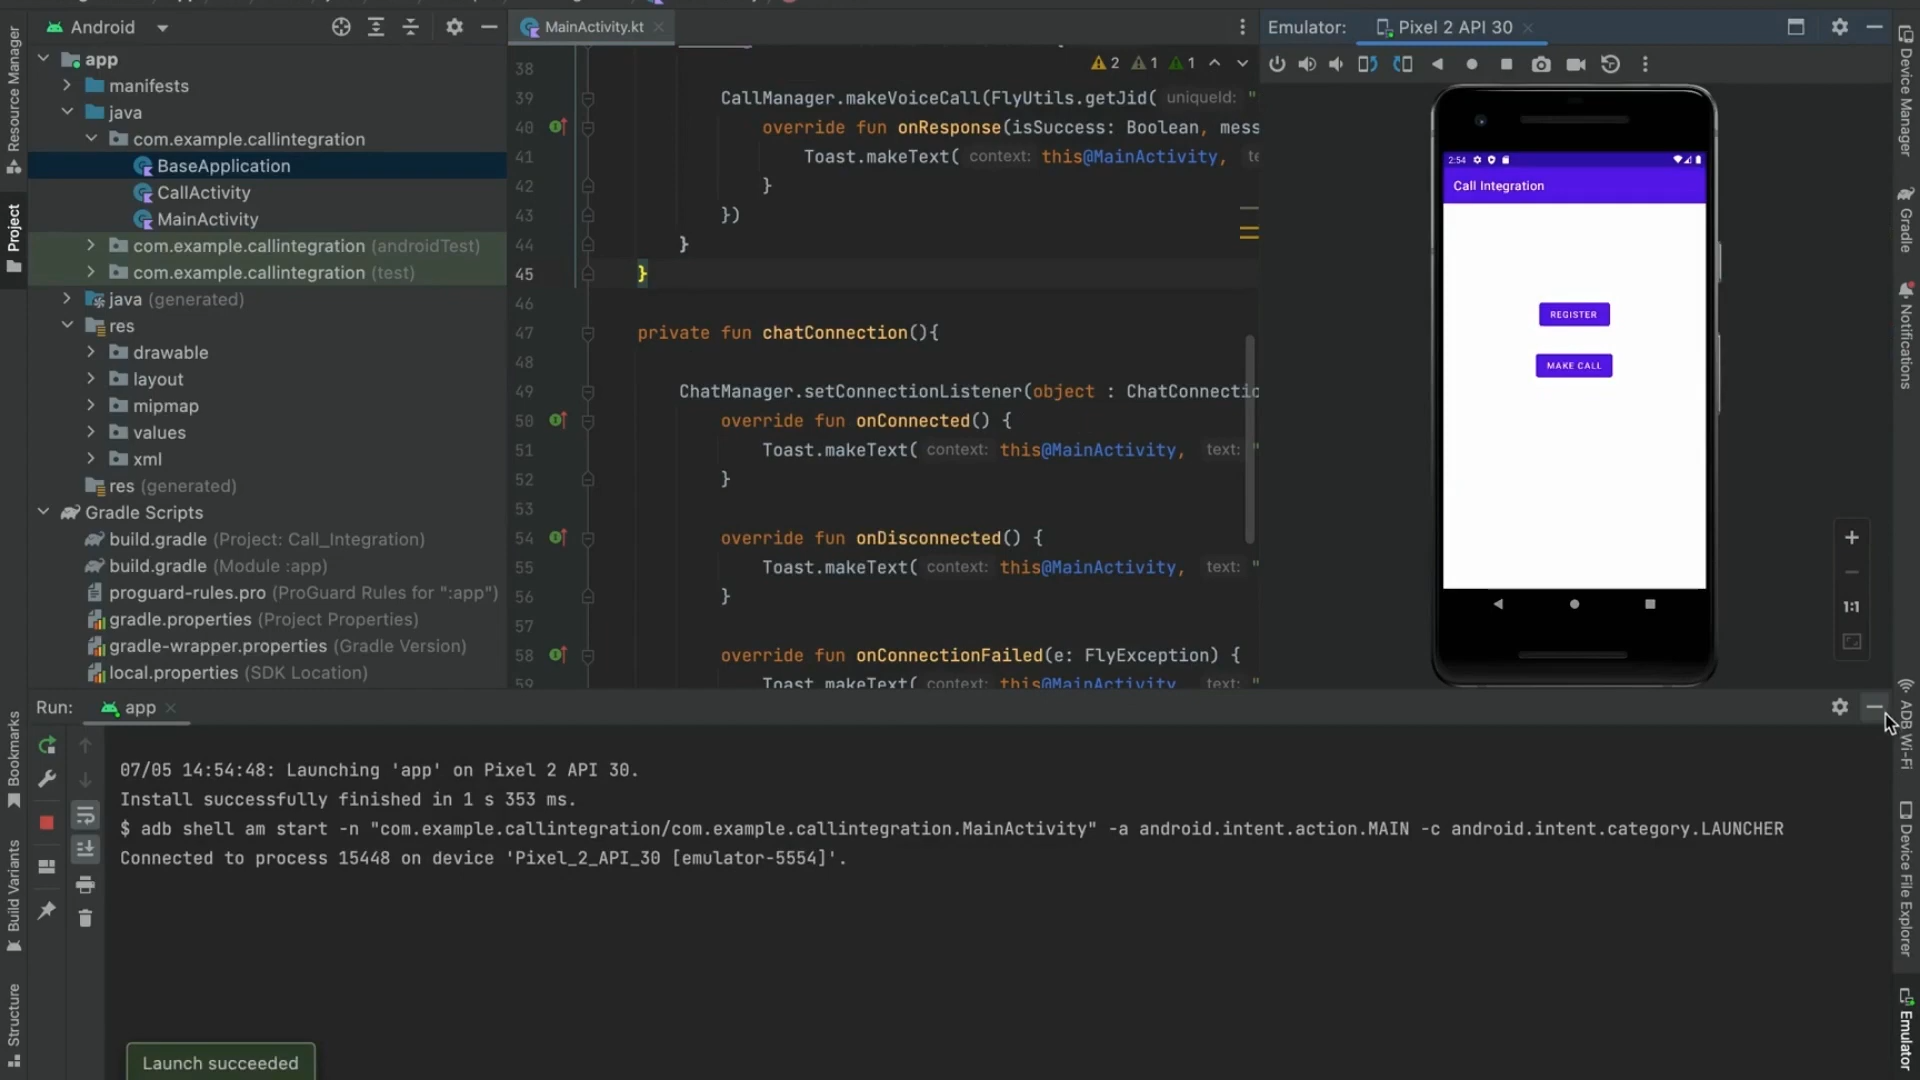 Android
MainActivity.kt
Emulator:
Pixel 2 API 30
Resource Manager
Project
Bookmarks
Build Variants
Structure
app
manifests
java
com.example.callintegration
BaseApplication
CallActivity
MainActivity
com.example.callintegration (androidTest)
com.example.callintegration (test)
java (generated)
res
drawable
layout
mipmap
values
xml
res (generated)
Gradle Scripts
build.gradle (Project: Call_Integration)
build.gradle (Module :app)
proguard-rules.pro (ProGuard Rules for ":app")
gradle.properties (Project Properties)
gradle-wrapper.properties (Gradle Version)
local.properties (SDK Location)
2 1 1
38
39 CallManager.makeVoiceCall(FlyUtils.getJid( uniqueId: "
40 override fun onResponse(isSuccess: Boolean, mess
41 Toast.makeText( context: this@MainActivity, te
42 }
43 })
44 }
45 }
46
47 private fun chatConnection(){
48
49 ChatManager.setConnectionListener(object : ChatConnectio
50 override fun onConnected() {
51 Toast.makeText( context: this@MainActivity, text: "
52 }
53
54 override fun onDisconnected() {
55 Toast.makeText( context: this@MainActivity, text: "
56 }
57
58 override fun onConnectionFailed(e: FlyException) {
59 Toast.makeText( context: this@MainActivity text: "
2:54
Call Integration
REGISTER
MAKE CALL
1:1
Device Manager
Gradle
Notifications
ADB Wi-Fi
Device File Explorer
Emulator
Run: app
07/05 14:54:48: Launching 'app' on Pixel 2 API 30.
Install successfully finished in 1 s 353 ms.
$ adb shell am start -n "com.example.callintegration/com.example.callintegration.MainActivity" -a android.intent.action.MAIN -c android.intent.category.LAUNCHER
Connected to process 15448 on device 'Pixel_2_API_30 [emulator-5554]'.
Launch succeeded